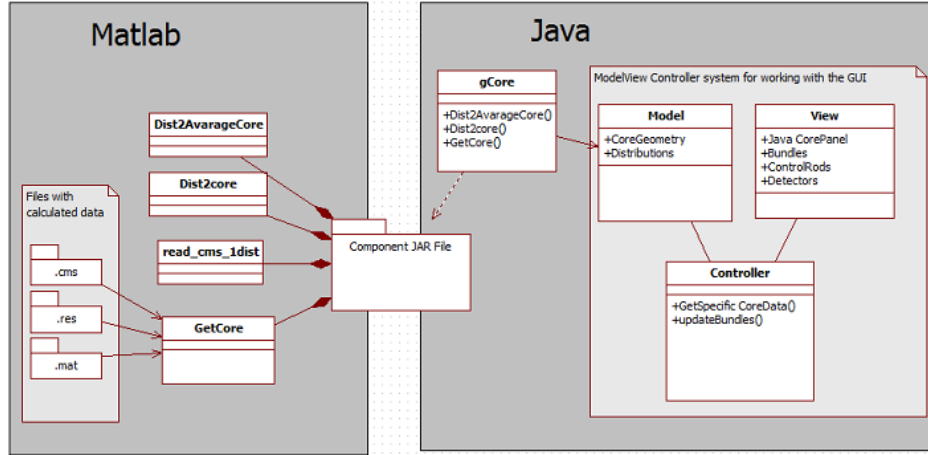 Matlab
Dist2AvarageCore
Dist2core
Files with
calculated data
read_cms_1dist
.cms
.res
.mat
GetCore
Component JAR File
Java
gCore
+Dist2AvarageCore()
+Dist2core()
+GetCore()
ModelView Controller system for working with the GUI
Model
+CoreGeometry
+Distributions
View
+Java CorePanel
+Bundles
+ControlRods
+Detectors
Controller
+GetSpecific CoreData()
+updateBundles()